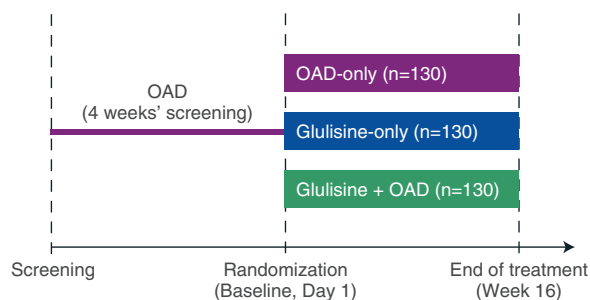 OAD
(4 weeks’ screening)
OAD-only (n=130)
Glulisine-only (n=130)
Glulisine + OAD (n=130)
Screening
Randomization
(Baseline, Day 1)
End of treatment
(Week 16)